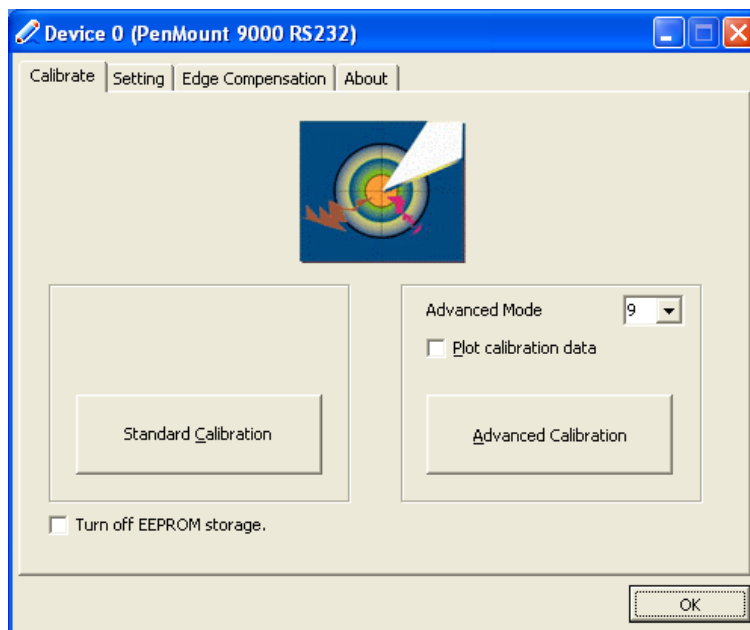 Device 0 (PenMount 9000 RS232)
Calibrate Setting Edge Compensation About
Advanced Mode 9
Plot calibration data
Standard Calibration
Advanced Calibration
Turn off EEPROM storage.
OK